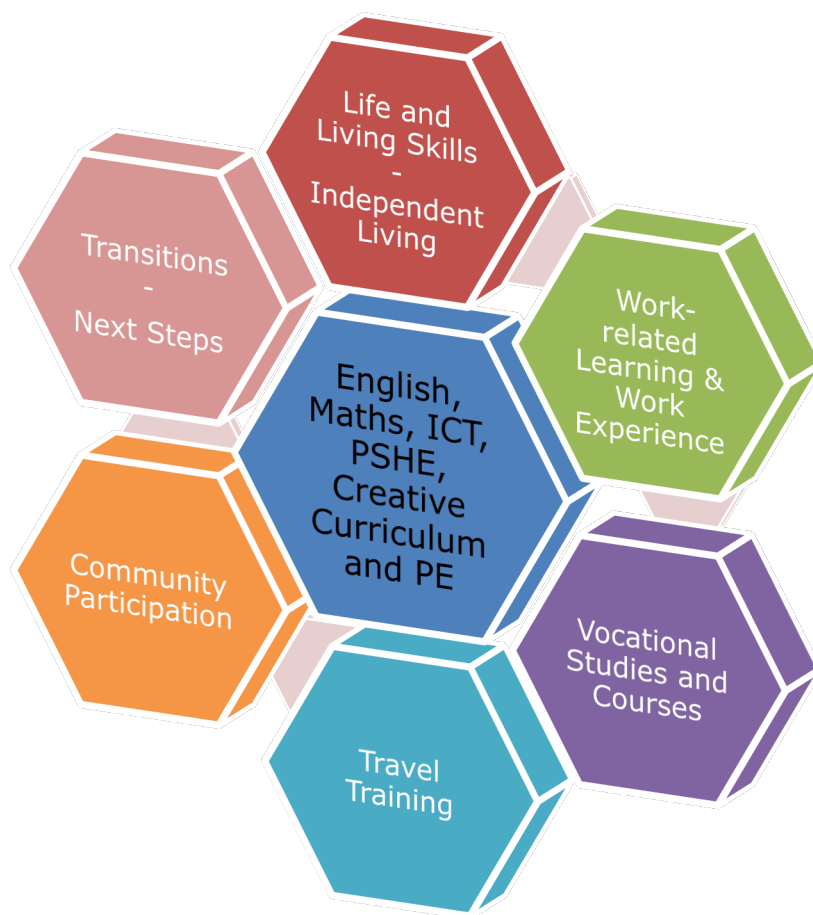 Life and
Living Skills
-
Independent
Living
Transitions
-
Next Steps
Work-
related
Learning &
Work
Experience
English,
Maths, ICT,
PSHE,
Creative
Curriculum
and PE
Community
Participation
Vocational
Studies and
Courses
Travel
Training